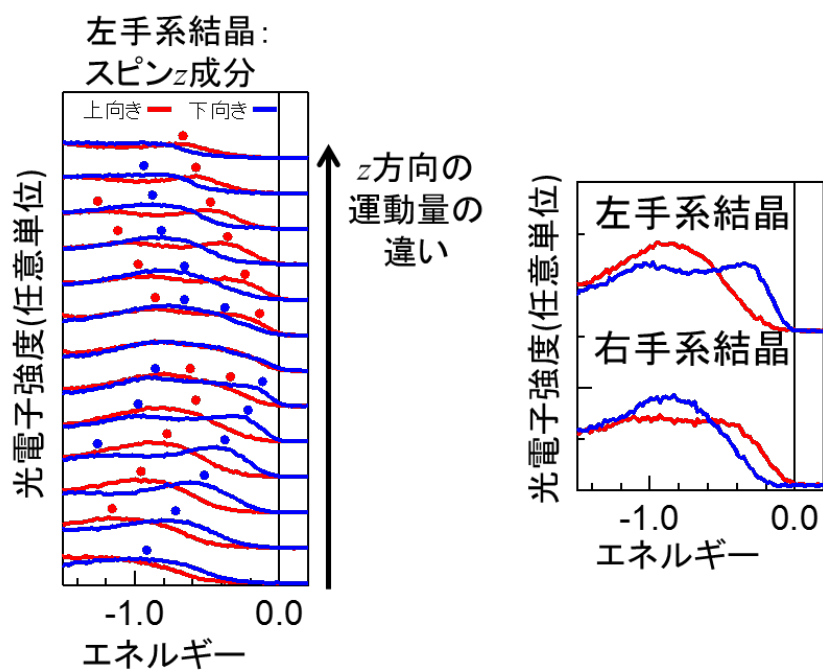 左手系結晶：
スピンz成分
上向き
下向き
光電子強度(任意単位)
-1.0
0.0
エネルギー
z方向の
運動量の
違い
左手系結晶
右手系結晶
光電子強度(任意単位)
-1.0
0.0
エネルギー